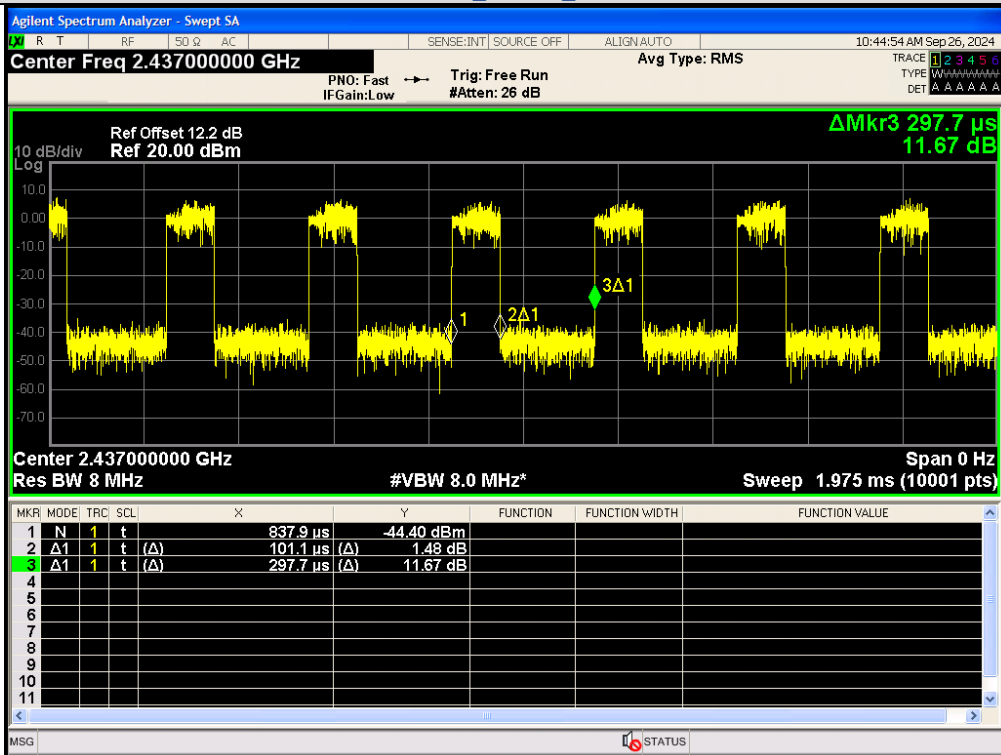 Agilent Spectrum Analyzer - Swept SA
LXI R T RF 50 Ω AC SENSE:INT SOURCE OFF ALIGN AUTO 10:44:54 AM Sep 26, 2024
Center Freq 2.437000000 GHz Avg Type: RMS TRACE 1 2 3 4 5 6
PNO: Fast Trig: Free Run TYPE WWWWWW
IFGain:Low #Atten: 26 dB DET A A A A A A
ΔMkr3 297.7 µs
Ref Offset 12.2 dB
10 dB/div Ref 20.00 dBm 11.67 dB
Log
10.0
0.00
-10.0
-20.0
3Δ1
-30.0
1 2Δ1
-40.0
-50.0
-60.0
-70.0
Center 2.437000000 GHz Span 0 Hz
Res BW 8 MHz #VBW 8.0 MHz* Sweep 1.975 ms (10001 pts)
MKR MODE TRC SCL X Y FUNCTION FUNCTION WIDTH FUNCTION VALUE
1 N 1 t 837.9 µs -44.40 dBm
2 Δ1 1 t (Δ) 101.1 µs (Δ) 1.48 dB
3 Δ1 1 t (Δ) 297.7 µs (Δ) 11.67 dB
4
5
6
7
8
9
10
11
MSG STATUS